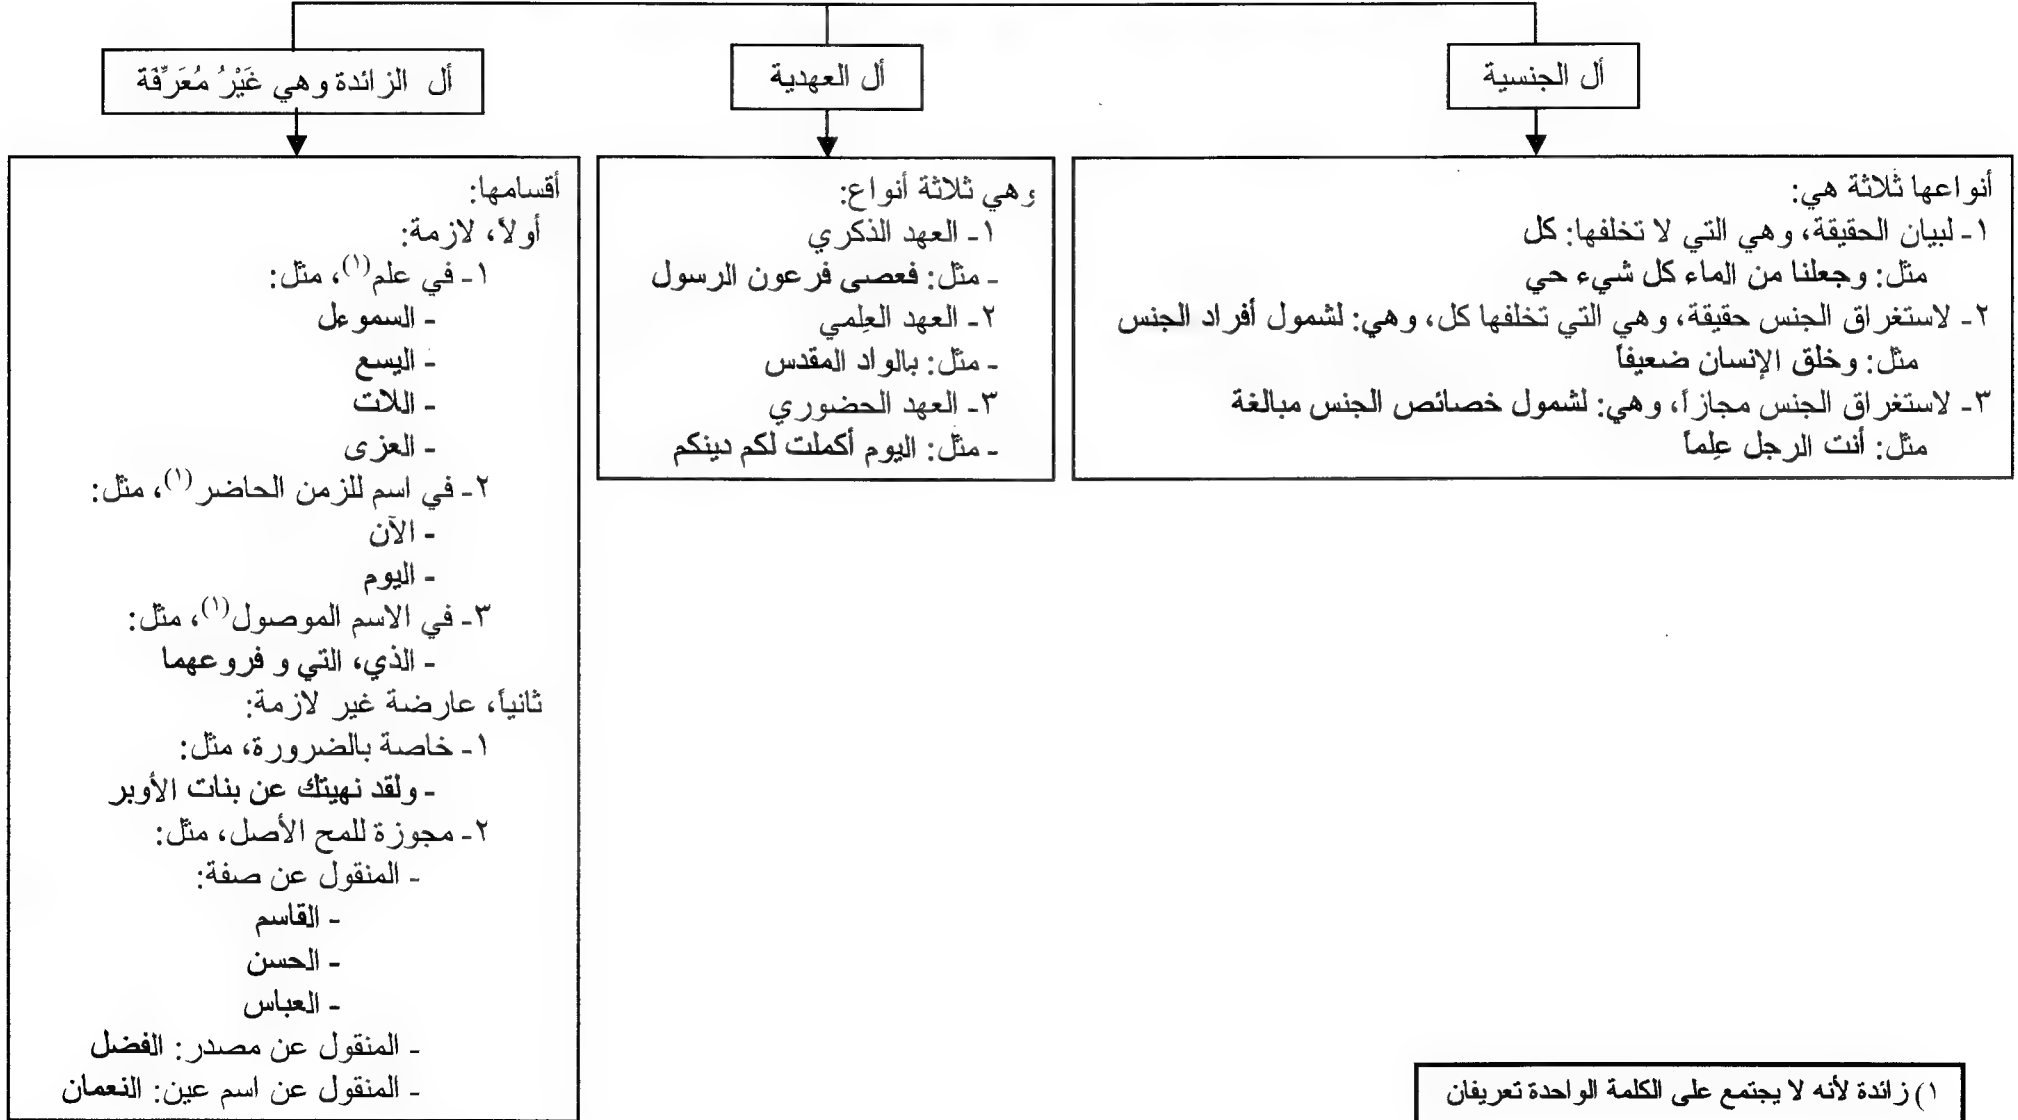 أل الجنسية
أنواعها ثلاثة هي:
١- لبيان الحقيقة، وهي التي لا تخلفها: كل
مثل: وجعلنا من الماء كل شيء حي
٢- لاستغراق الجنس حقيقة، وهي التي تخلفها كل، وهي: لشمول أفراد الجنس
مثل: وخلق الإنسان ضعيفاً
٣- لاستغراق الجنس مجازاً، وهي: لشمول خصائص الجنس مبالغة
مثل: أنت الرجل عِلماً
أل العهدية
وهي ثلاثة أنواع:
١- العهد الذكري
- مثل: فعصى فرعون الرسول
٢- العهد العِلمي
- مثل: بالواد المقدس
٣- العهد الحضوري
- مثل: اليوم أكملت لكم دينكم
أل الزائدة وهي غَيْرُ مُعَرِّفَة
أقسامها:
أولاً، لازمة:
١- في علم(١)، مثل:
- السموءل
- اليسع
- اللات
- العزى
٢- في اسم للزمن الحاضر(١)، مثل:
- الآن
- اليوم
٣- في الاسم الموصول(١)، مثل:
- الذي، التي و فروعهما
ثانياً، عارضة غير لازمة:
١- خاصة بالضرورة، مثل:
- ولقد نهيتك عن بنات الأوبر
٢- مجوزة للمح الأصل، مثل:
- المنقول عن صفة:
- القاسم
- الحسن
- العباس
- المنقول عن مصدر: الفضل
- المنقول عن اسم عين: النعمان
١) زائدة لأنه لا يجتمع على الكلمة الواحدة تعريفان